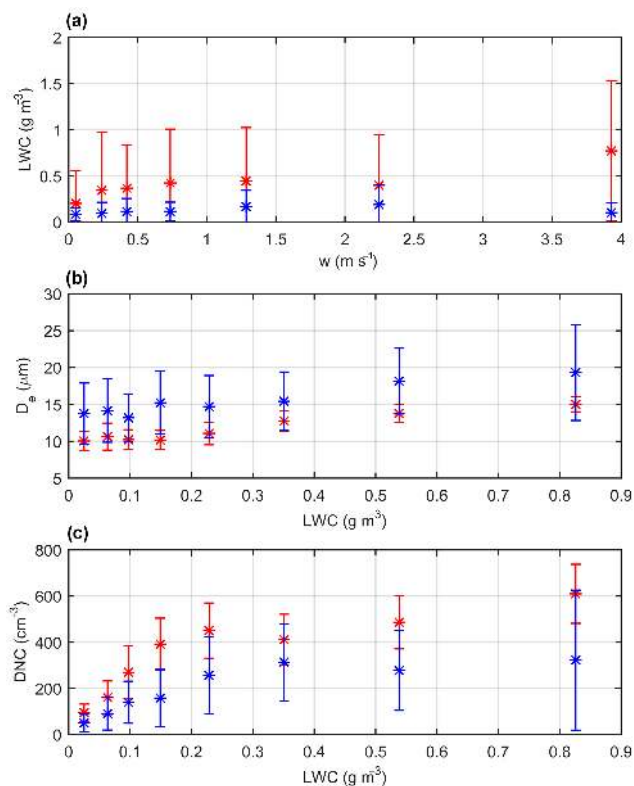 (a)
2
1.5
1
0.5
0
LWC (g m⁻³)
0 0.5 1 1.5 2 2.5 3 3.5 4
w (m s⁻¹)
(b)
30
25
20
15
10
5
Dₑ (μm)
0 0.1 0.2 0.3 0.4 0.5 0.6 0.7 0.8 0.9
LWC (g m³)
(c)
800
600
400
200
0
DNC (cm⁻³)
0 0.1 0.2 0.3 0.4 0.5 0.6 0.7 0.8 0.9
LWC (g m⁻³)